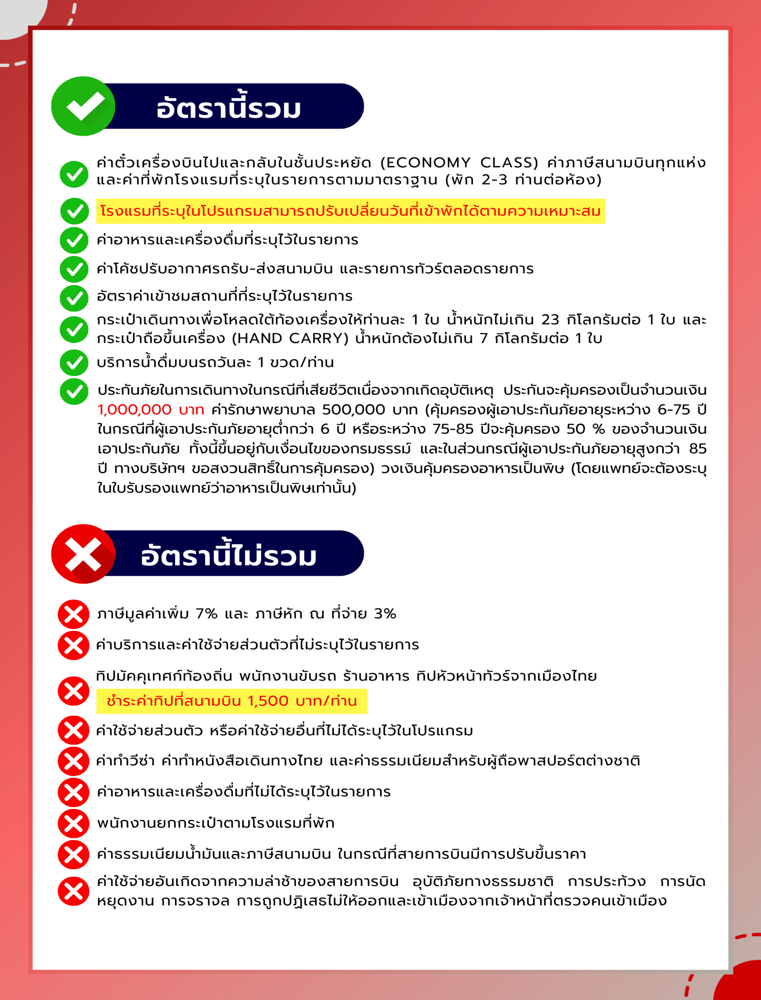 อัตรานี้รวม
ค่าตั๋วเครื่องบินไปและกลับในชั้นประหยัด (ECONOMY CLASS) ค่าภาษีสนามบินทุกแห่ง
และค่าที่พักโรงแรมที่ระบุในรายการตามมาตราฐาน (พัก 2-3 ท่านต่อห้อง)
โรงแรมที่ระบุในโปรแกรมสามารถปรับเปลี่ยนวันที่เข้าพักได้ตามความเหมาะสม
ค่าอาหารและเครื่องดื่มที่ระบุไว้ในรายการ
ค่าโค้ชปรับอากาศรถรับ-ส่งสนามบิน และรายการทัวร์ตลอดรายการ
อัตราค่าเข้าชมสถานที่ที่ระบุไว้ในรายการ
กระเป๋าเดินทางเพื่อโหลดใต้ท้องเครื่องให้ท่านละ 1 ใบ น้ำหนักไม่เกิน 23 กิโลกรัมต่อ 1 ใบ และ
กระเป๋าถือขึ้นเครื่อง (HAND CARRY) น้ำหนักต้องไม่เกิน 7 กิโลกรัมต่อ 1 ใบ
บริการน้ำดื่มบนรถวันละ 1 ขวด/ท่าน
ประกันภัยในการเดินทางในกรณีที่เสียชีวิตเนื่องจากเกิดอุบัติเหตุ ประกันจะคุ้มครองเป็นจำนวนเงิน
1,000,000 บาท ค่ารักษาพยาบาล 500,000 บาท (คุ้มครองผู้เอาประกันภัยอายุระหว่าง 6-75 ปี
ในกรณีที่ผู้เอาประกันภัยอายุต่ำกว่า 6 ปี หรือระหว่าง 75-85 ปีจะคุ้มครอง 50 % ของจำนวนเงิน
เอาประกันภัย ทั้งนี้ขึ้นอยู่กับเงื่อนไขของกรมธรรม์ และในส่วนกรณีผู้เอาประกันภัยอายุสูงกว่า 85
ปี ทางบริษัทฯ ขอสงวนสิทธิ์ในการคุ้มครอง) วงเงินคุ้มครองอาหารเป็นพิษ (โดยแพทย์จะต้องระบุ
ในใบรับรองแพทย์ว่าอาหารเป็นพิษเท่านั้น)
อัตรานี้ไม่รวม
ภาษีมูลค่าเพิ่ม 7% และ ภาษีหัก ณ ที่จ่าย 3%
ค่าบริการและค่าใช้จ่ายส่วนตัวที่ไม่ระบุไว้ในรายการ
ทิปมัคคุเทศก์ท้องถิ่น พนักงานขับรถ ร้านอาหาร ทิปหัวหน้าทัวร์จากเมืองไทย
ชำระค่าทิปที่สนามบิน 1,500 บาท/ท่าน
ค่าใช้จ่ายส่วนตัว หรือค่าใช้จ่ายอื่นที่ไม่ได้ระบุไว้ในโปรแกรม
ค่าทำวีซ่า ค่าทำหนังสือเดินทางไทย และค่าธรรมเนียมสำหรับผู้ถือพาสปอร์ตต่างชาติ
ค่าอาหารและเครื่องดื่มที่ไม่ได้ระบุไว้ในรายการ
พนักงานยกกระเป๋าตามโรงแรมที่พัก
ค่าธรรมเนียมน้ำมันและภาษีสนามบิน ในกรณีที่สายการบินมีการปรับขึ้นราคา
ค่าใช้จ่ายอันเกิดจากความล่าช้าของสายการบิน อุบัติภัยทางธรรมชาติ การประท้วง การนัด
หยุดงาน การจราจล การถูกปฏิเสธไม่ให้ออกและเข้าเมืองจากเจ้าหน้าที่ตรวจคนเข้าเมือง